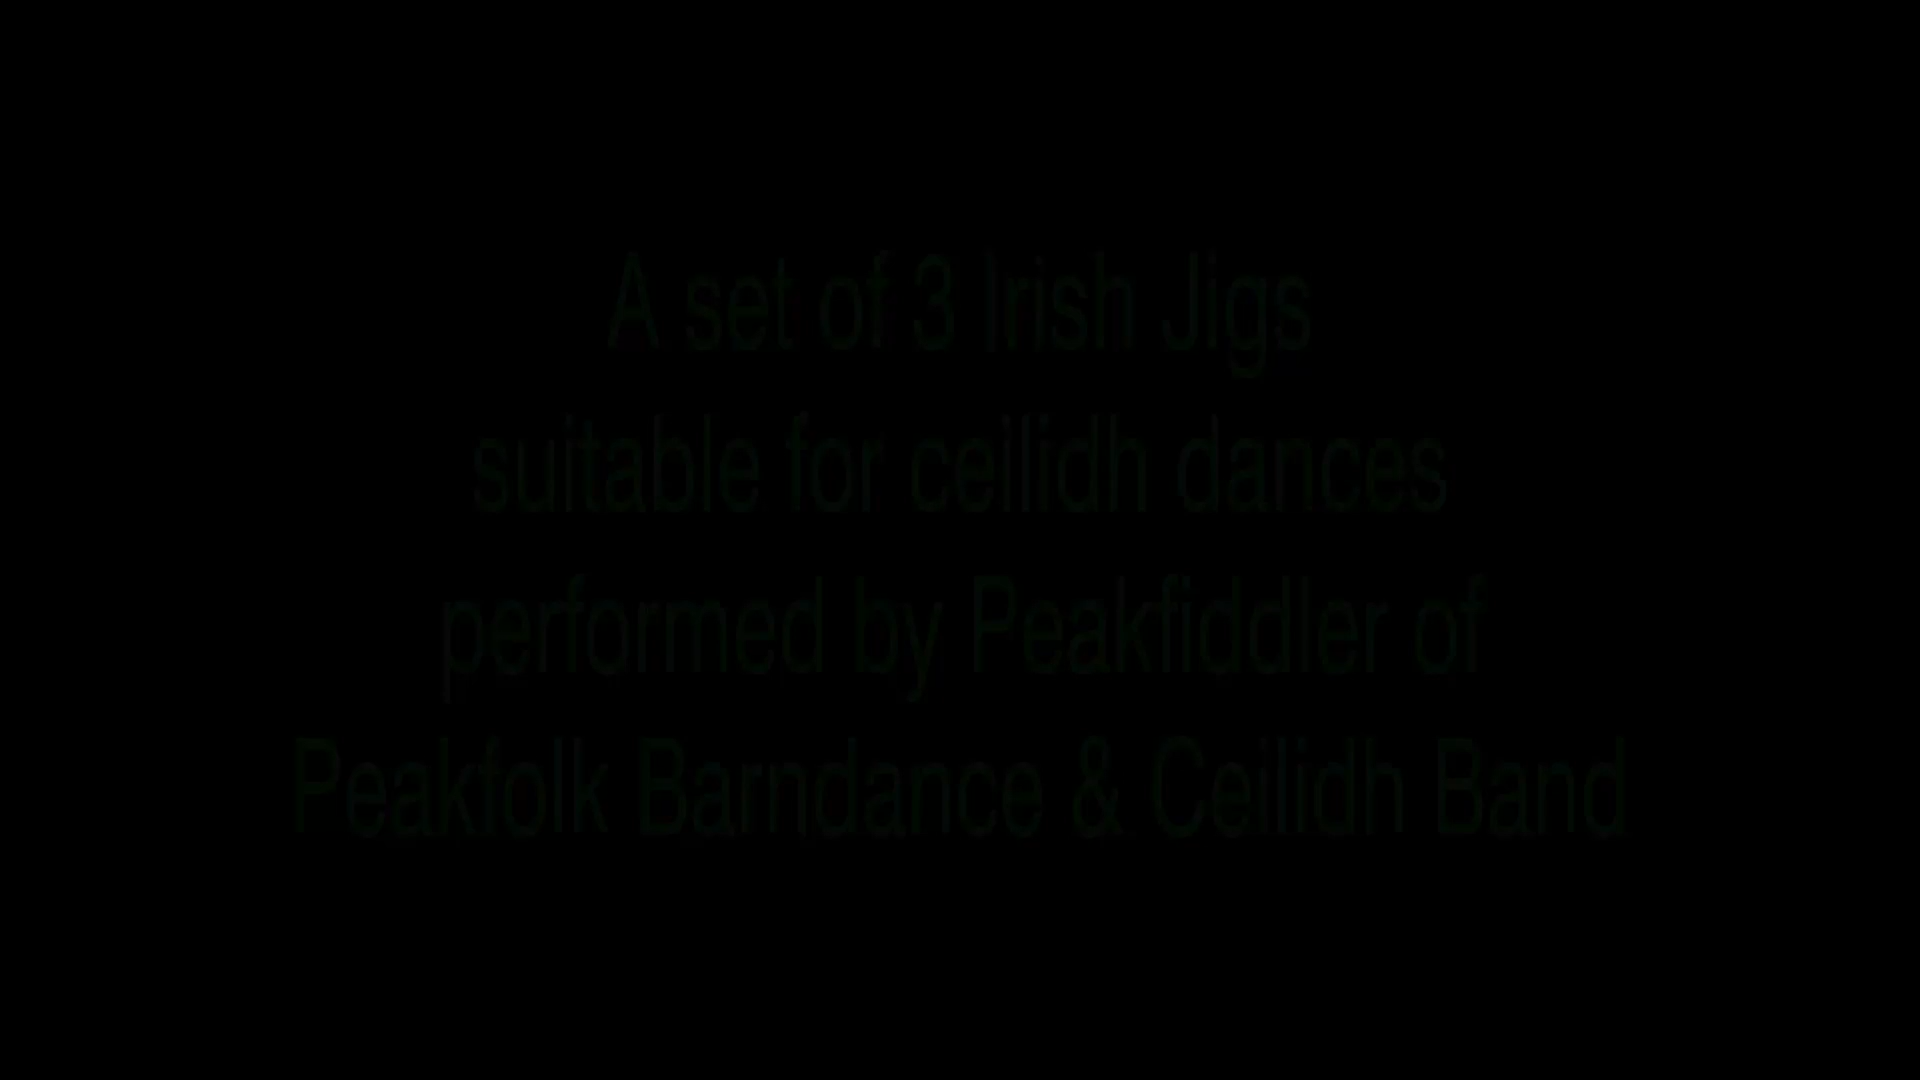 A set of 3 Irish Jigs
suitable for ceilidh dances
performed by Peakfiddler of
Peakfolk Barndance & Ceilidh Band